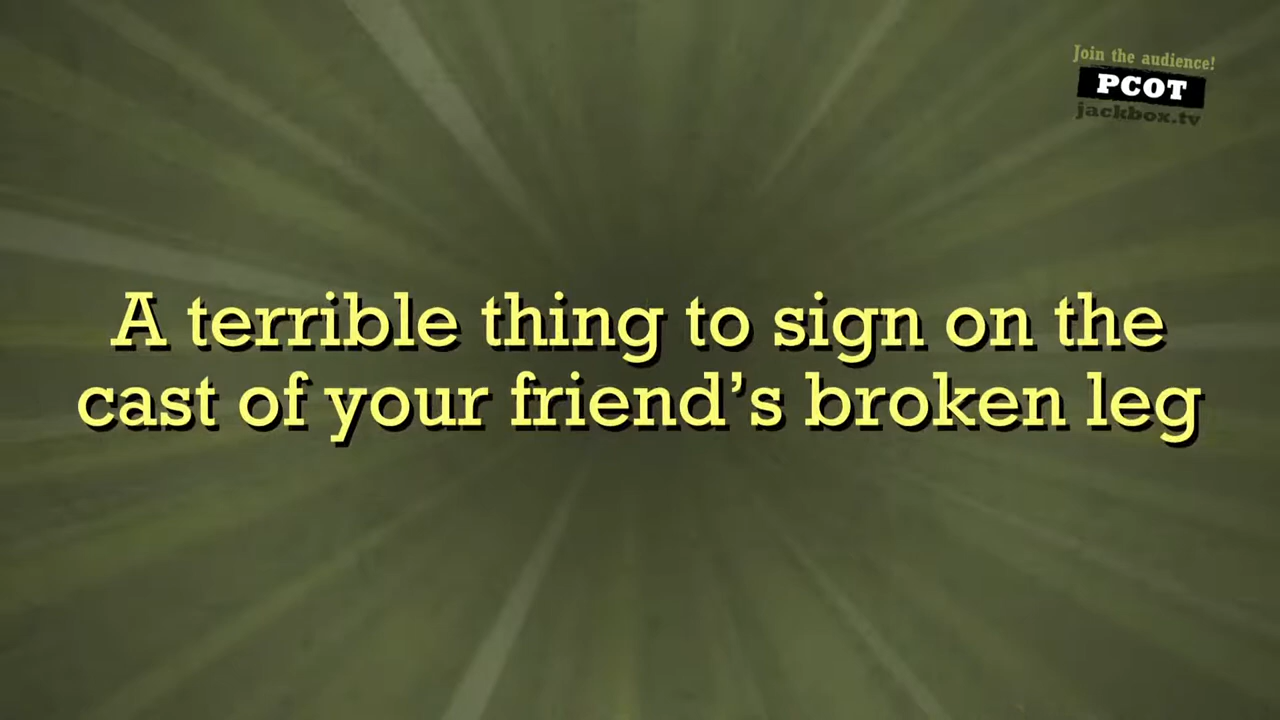 Join the audience!
PCOT
jackbox.tv
A terrible thing to sign on the
cast of your friend’s broken leg